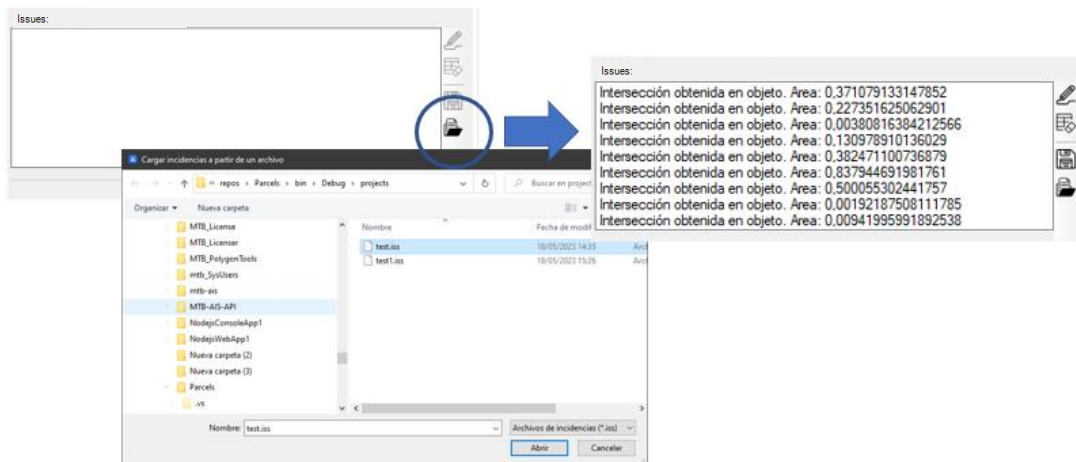 Issues:
Issues:
Intersección obtenida en objeto. Area: 0,371079133147852
Intersección obtenida en objeto. Area: 0,227351625062901
Intersección obtenida en objeto. Area: 0,00380816384212566
Intersección obtenida en objeto. Area: 0,130978910136029
Intersección obtenida en objeto. Area: 0,382471100736879
Intersección obtenida en objeto. Area: 0,837944691981761
Intersección obtenida en objeto. Area: 0,500055302441757
Intersección obtenida en objeto. Area: 0,00192187508111785
Intersección obtenida en objeto. Area: 0,00941995991892538
Cargar incidencias a partir de un archivo
« repos › Parcels › bin › Debug › projects
Buscar en project
Organizar
Nueva carpeta
Nombre
Fecha de modif
MTB_License
MTB_Licenser
MTB_PolygonTools
mtb_SysUsers
mtb-ais
MTB-AIS-API
NodejsConsoleApp1
NodejsWebApp1
Nueva carpeta (2)
Nueva carpeta (3)
Parcels
.vs
test.iss 18/05/2023 14:35 Arch
test1.iss 18/05/2023 15:26 Arch
Nombre: test.iss
Archivos de incidencias (*.iss)
Abrir
Cancelar